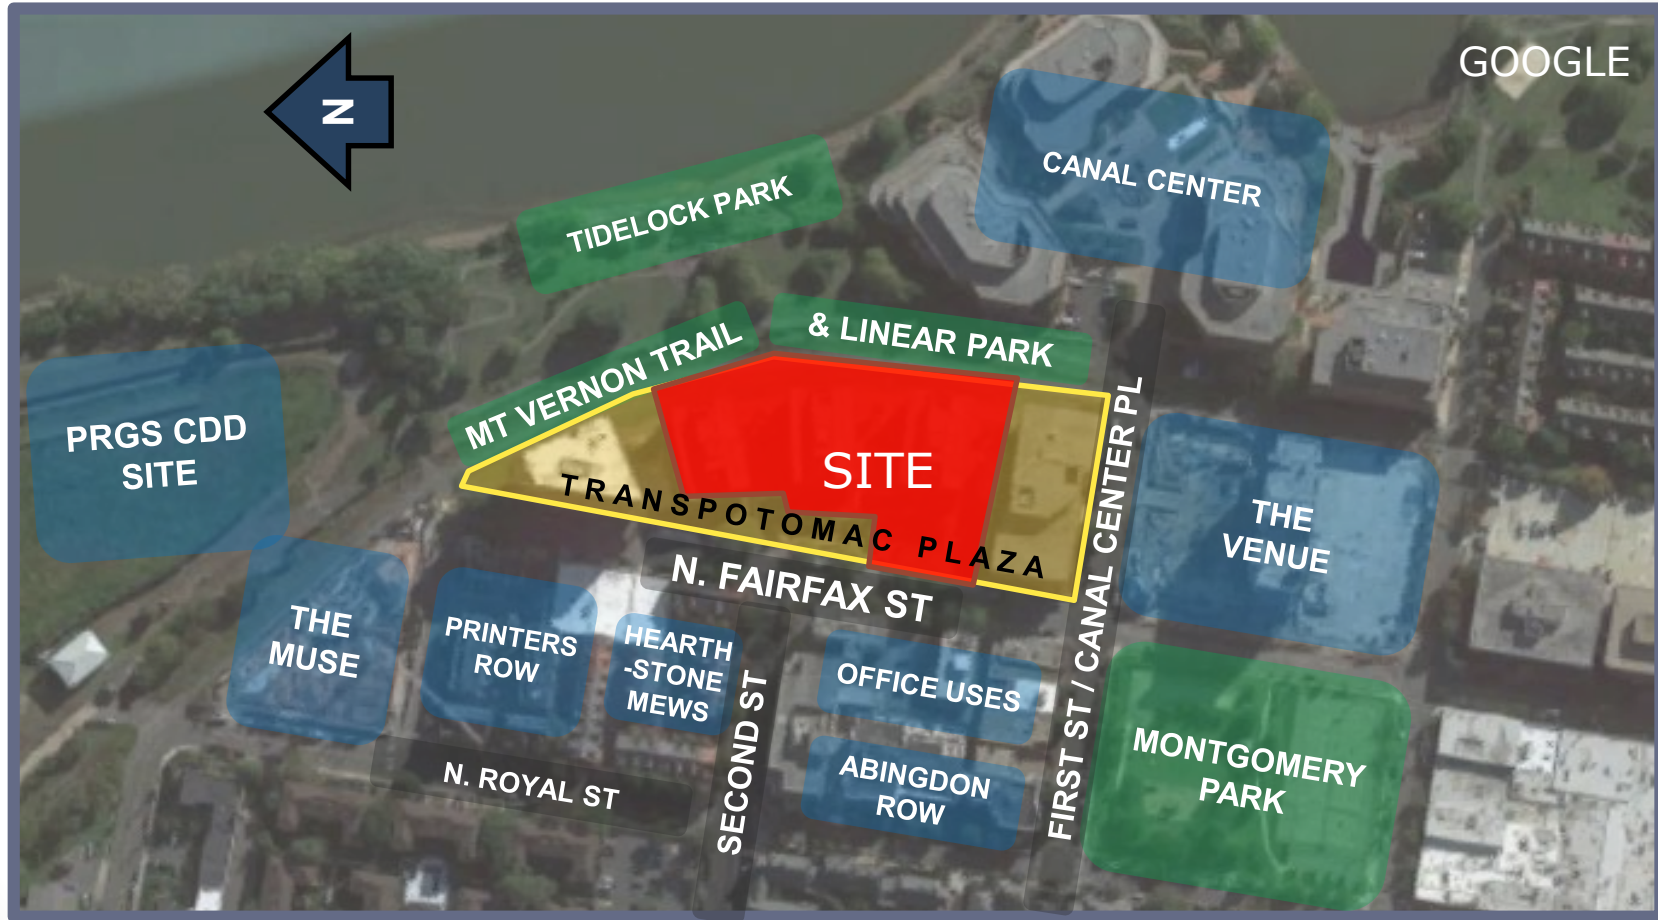 GOOGLE
N
CANAL CENTER
TIDELOCK PARK
MT VERNON TRAIL
& LINEAR PARK
PRGS CDD
SITE
SITE
TRANSPOTOMAC PLAZA
FIRST ST / CANAL CENTER PL
THE
VENUE
N. FAIRFAX ST
THE
MUSE
PRINTERS
ROW
HEARTH
-STONE
MEWS
SECOND ST
OFFICE USES
ABINGDON
ROW
MONTGOMERY
PARK
N. ROYAL ST